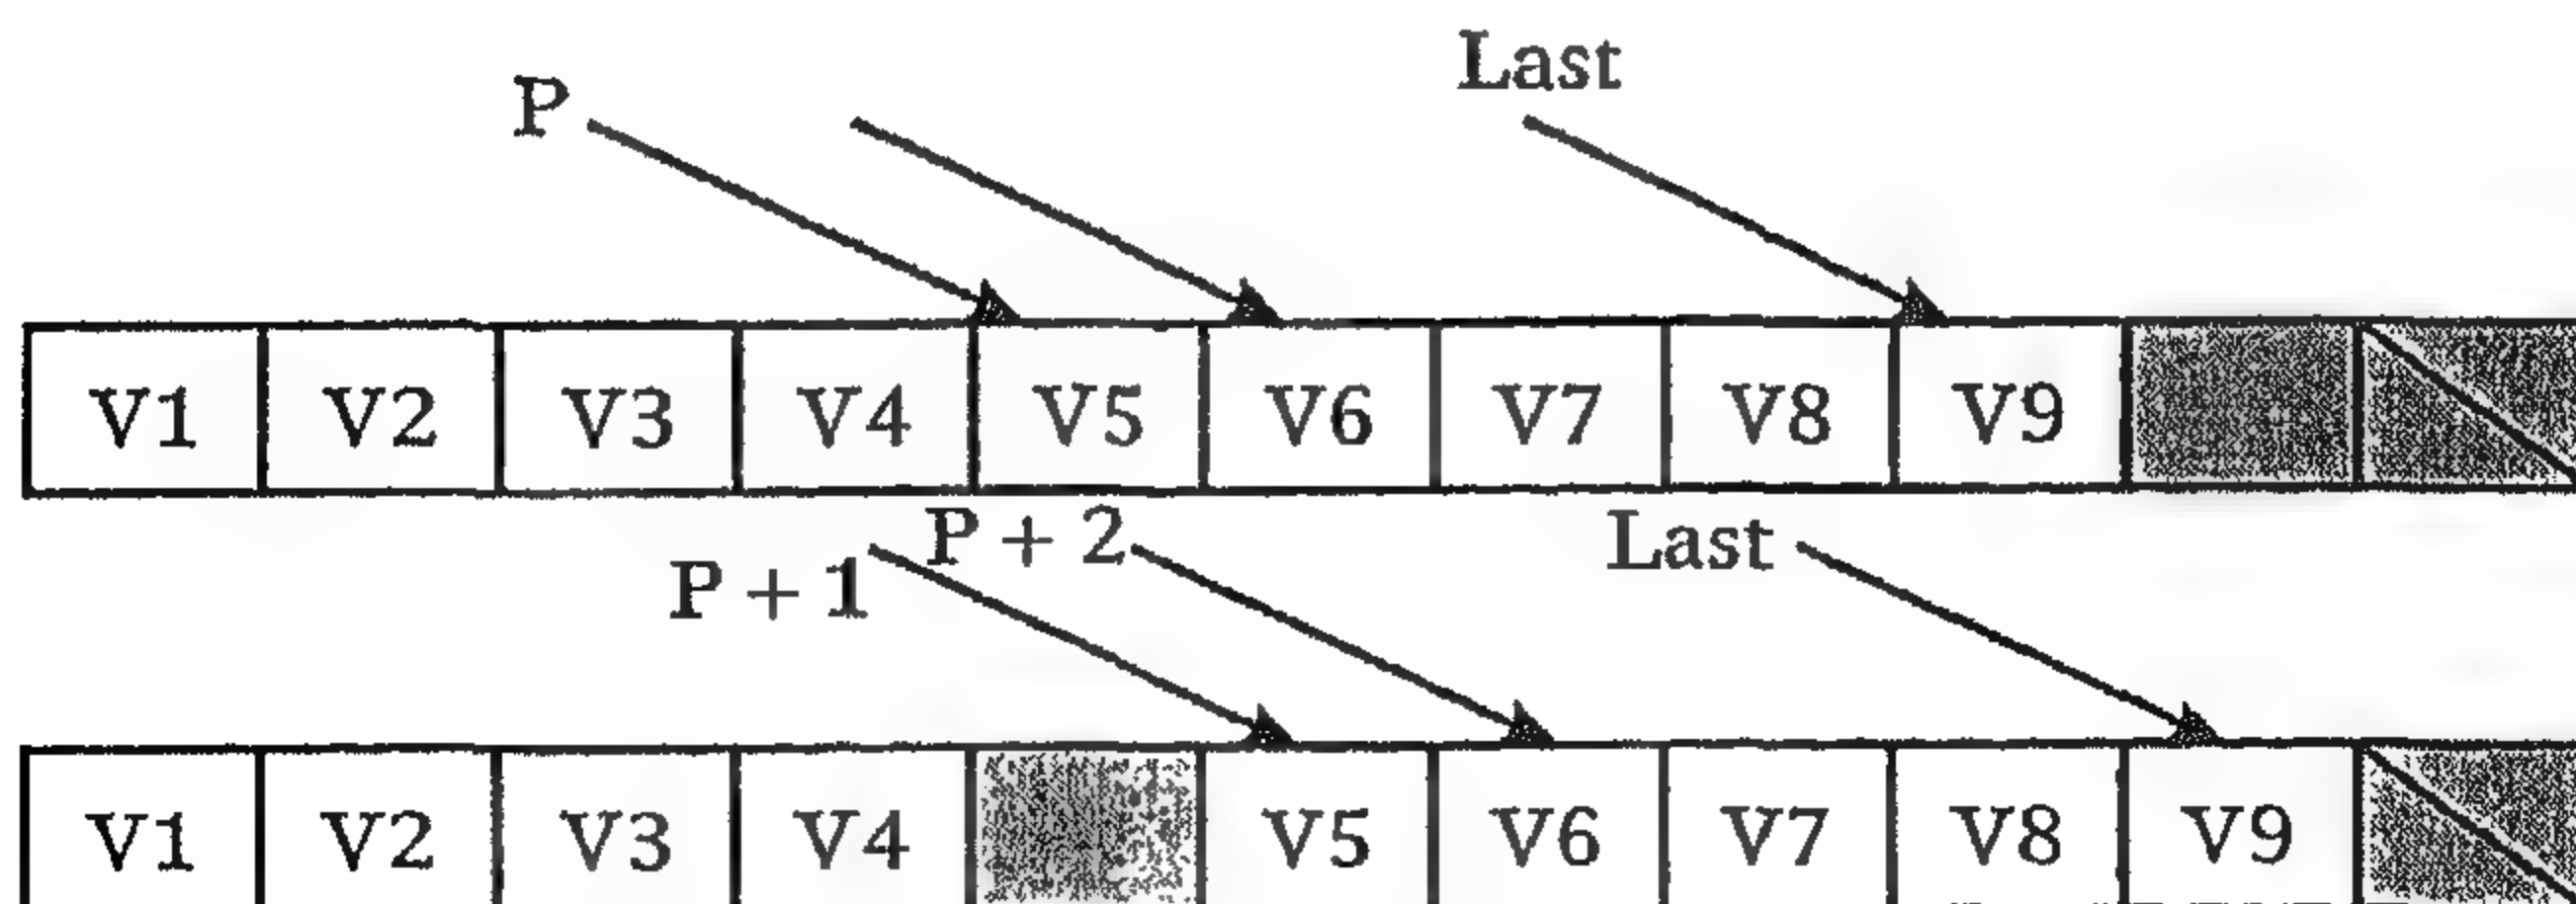 Last
P
V1 V2 V3 V4 V5 V6 V7 V8 V9
P + 2 Last
P + 1
V1 V2 V3 V4 V5 V6 V7 V8 V9